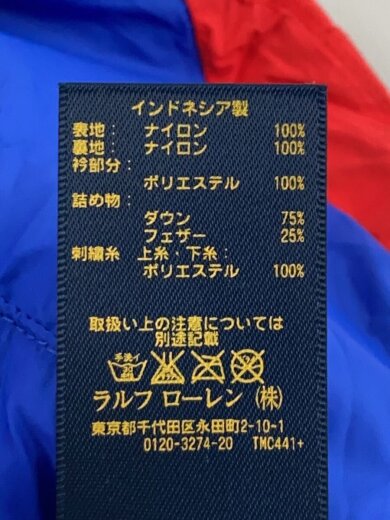 インドネシア製
表地： ナイロン 100%
裏地： ナイロン 100%
衿部分：
ポリエステル 100%
詰め物：
ダウン 75%
フェザー 25%
刺繍糸 上糸・下糸：
ポリエステル 100%
取扱い上の注意については
別途記載
手洗イ
ラルフ ローレン（株）
東京都千代田区永田町2-10-1
0120-3274-20 TMC441+